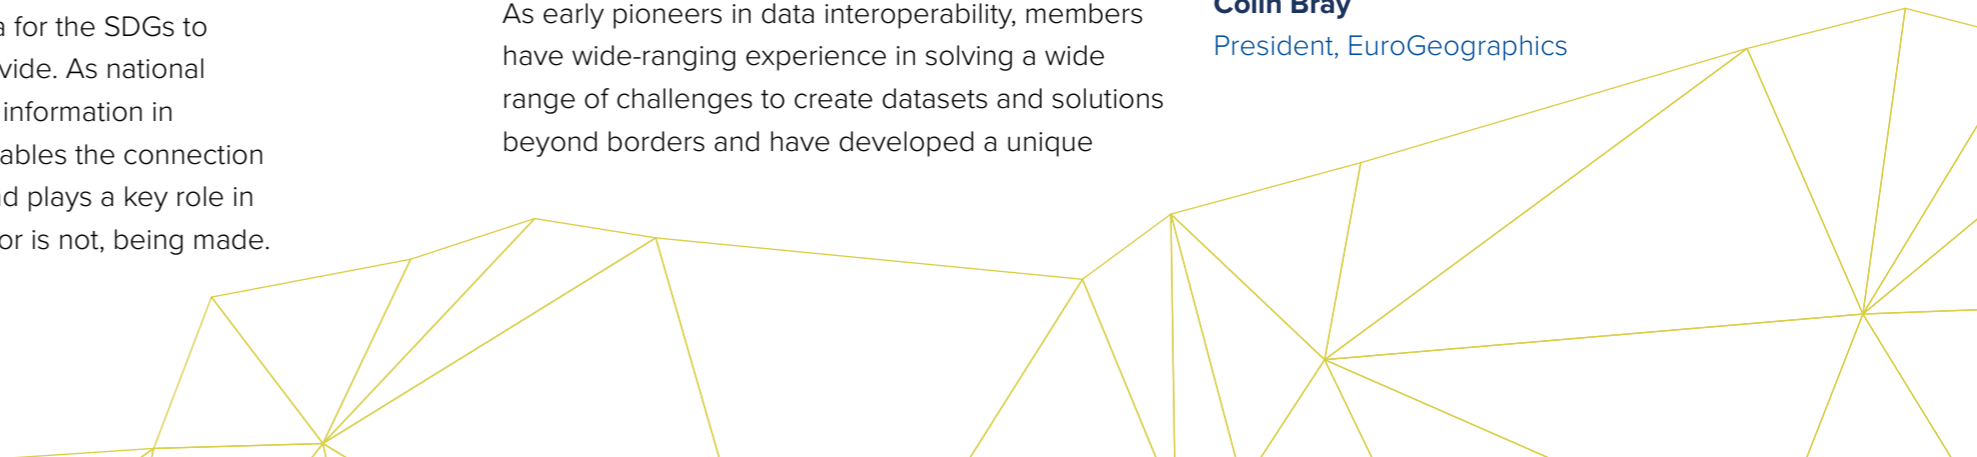 for the SDGs to
vide. As national
information in
ables the connection
plays a key role in
or is not, being made.
As early pioneers in data interoperability, members
have wide-ranging experience in solving a wide
range of challenges to create datasets and solutions
beyond borders and have developed a unique
Colin Bray
President, EuroGeographics